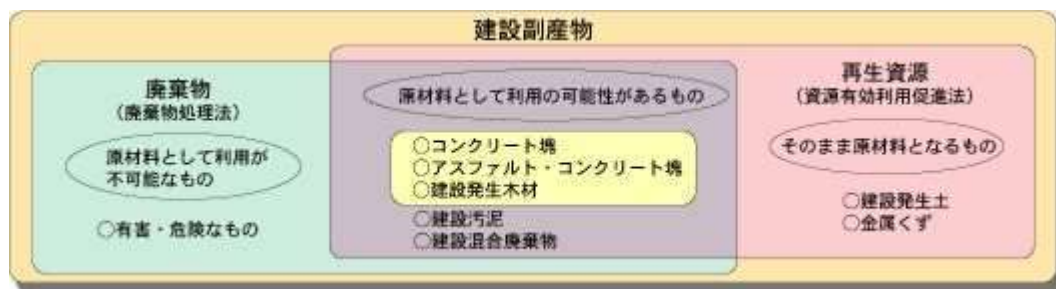 建設副産物
廃棄物
（廃棄物処理法）
原材料として利用が
不可能なもの
○有害・危険なもの
原材料として利用の可能性があるもの
○コンクリート塊
○アスファルト・コンクリート塊
○建設発生木材
○建設汚泥
○建設混合廃棄物
再生資源
（資源有効利用促進法）
そのまま原材料となるもの
○建設発生土
○金属くず